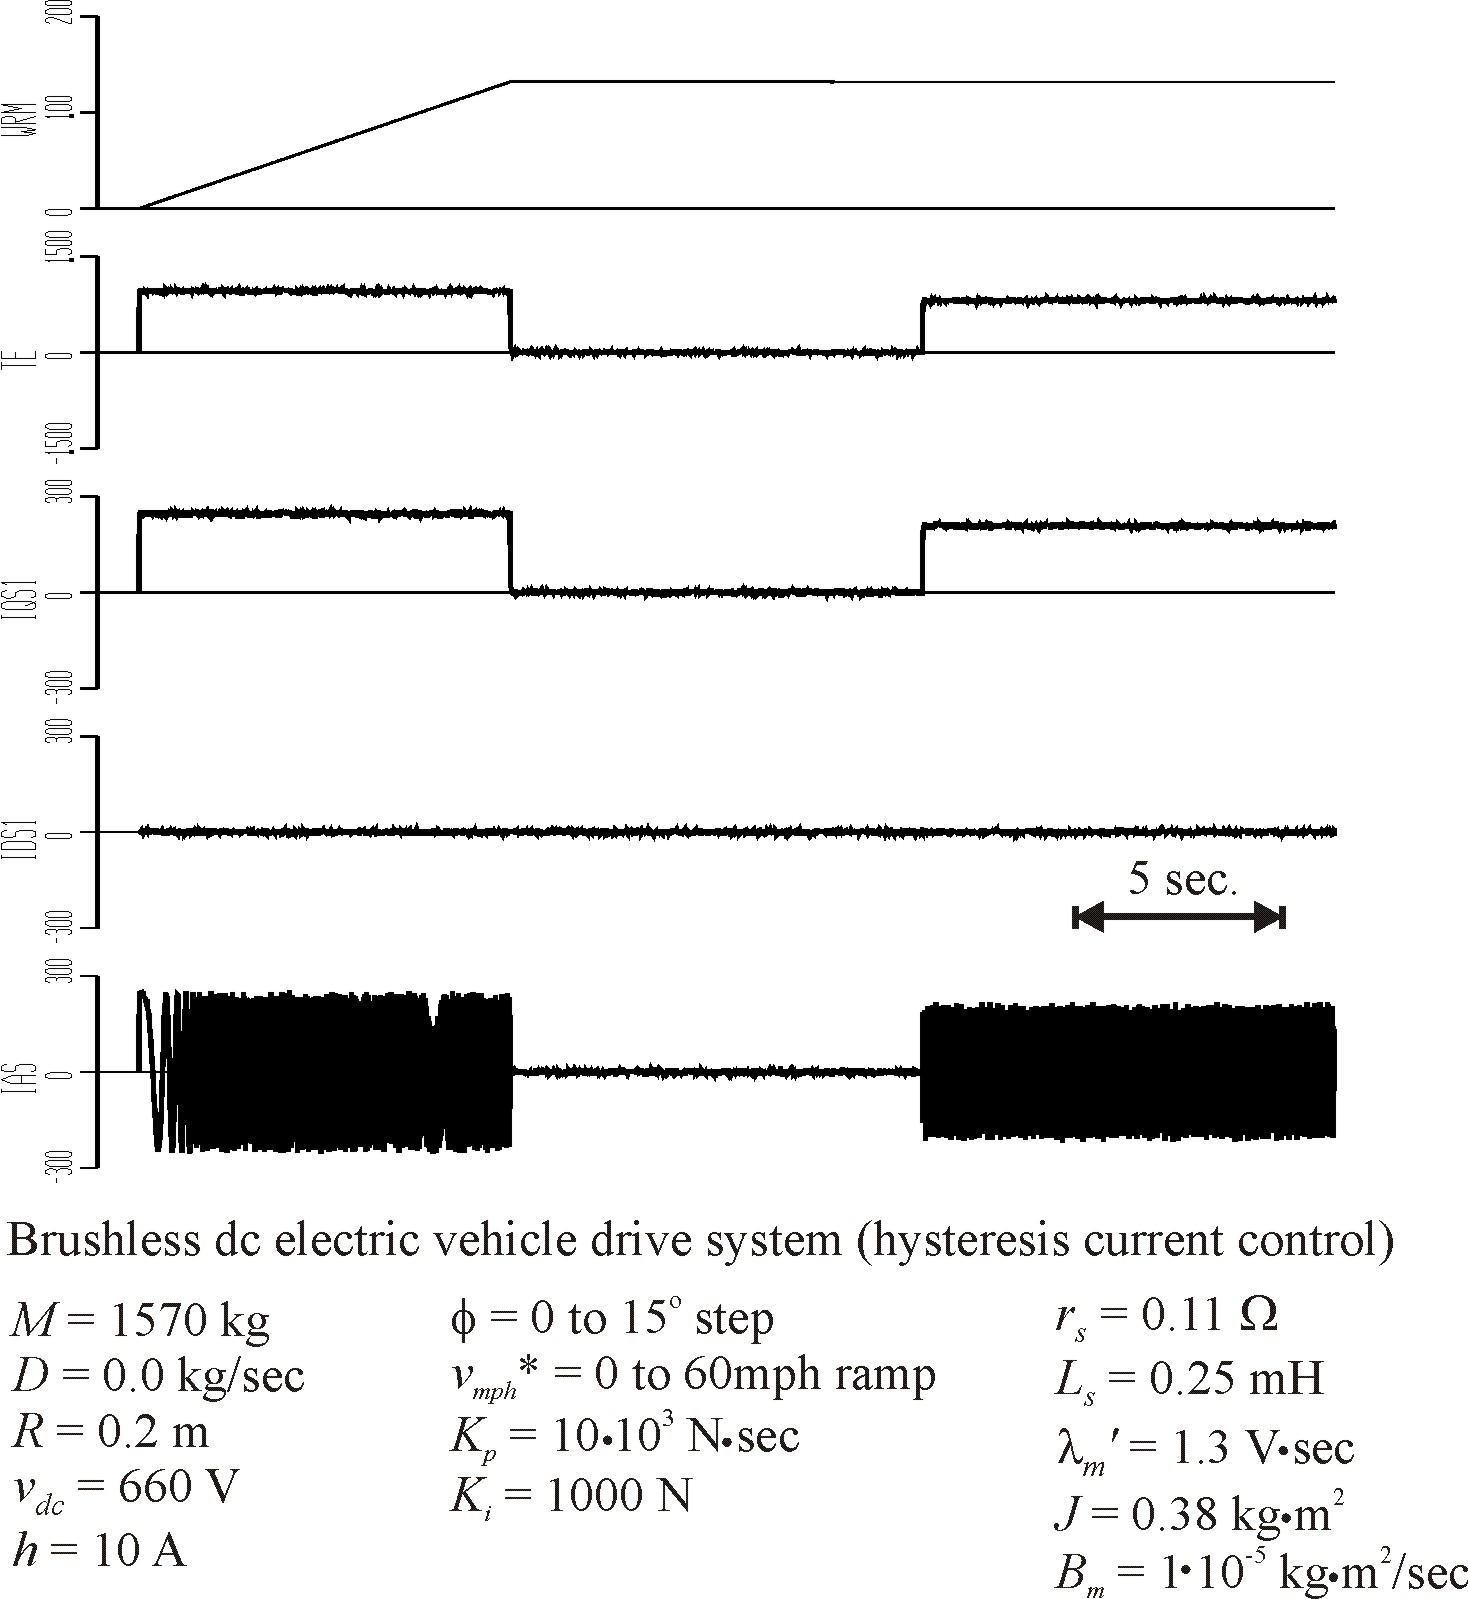 200
.100
0
WRM
.1500
0
-.1500
TE
300
0
-300
IQS1
300
0
-300
IDS1
5 sec.
300
0
-300
IAS
Brushless dc electric vehicle drive system (hysteresis current control)
M = 1570 kg
D = 0.0 kg/sec
R = 0.2 m
v_dc = 660 V
h = 10 A
ϕ = 0 to 15° step
v_mph* = 0 to 60mph ramp
K_p = 10•10³ N•sec
K_i = 1000 N
r_s = 0.11 Ω
L_s = 0.25 mH
λ_m′ = 1.3 V•sec
J = 0.38 kg•m²
B_m = 1•10⁻⁵ kg•m²/sec